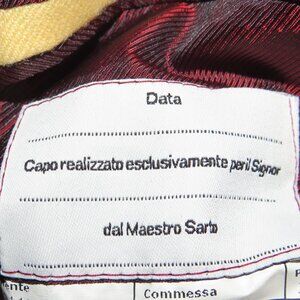 Data
Capo realizzato esclusivamente per il Signor
dal Maestro Sarto
Commessa